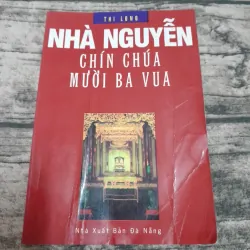 THI LONG
NHÀ NGUYỄN
CHÍN CHÚA
MƯỜI BA VUA
Nhà Xuất Bản Đà Nẵng